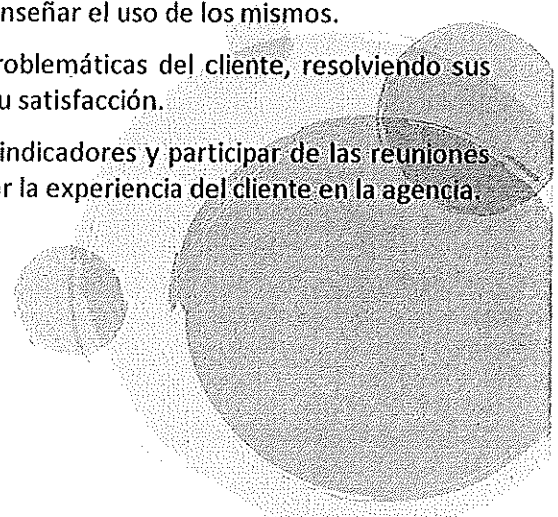 nseñar el uso de los mismos.
roblemáticas del cliente, resolviendo sus
u satisfacción.
indicadores y participar de las reuniones
r la experiencia del cliente en la agencia.